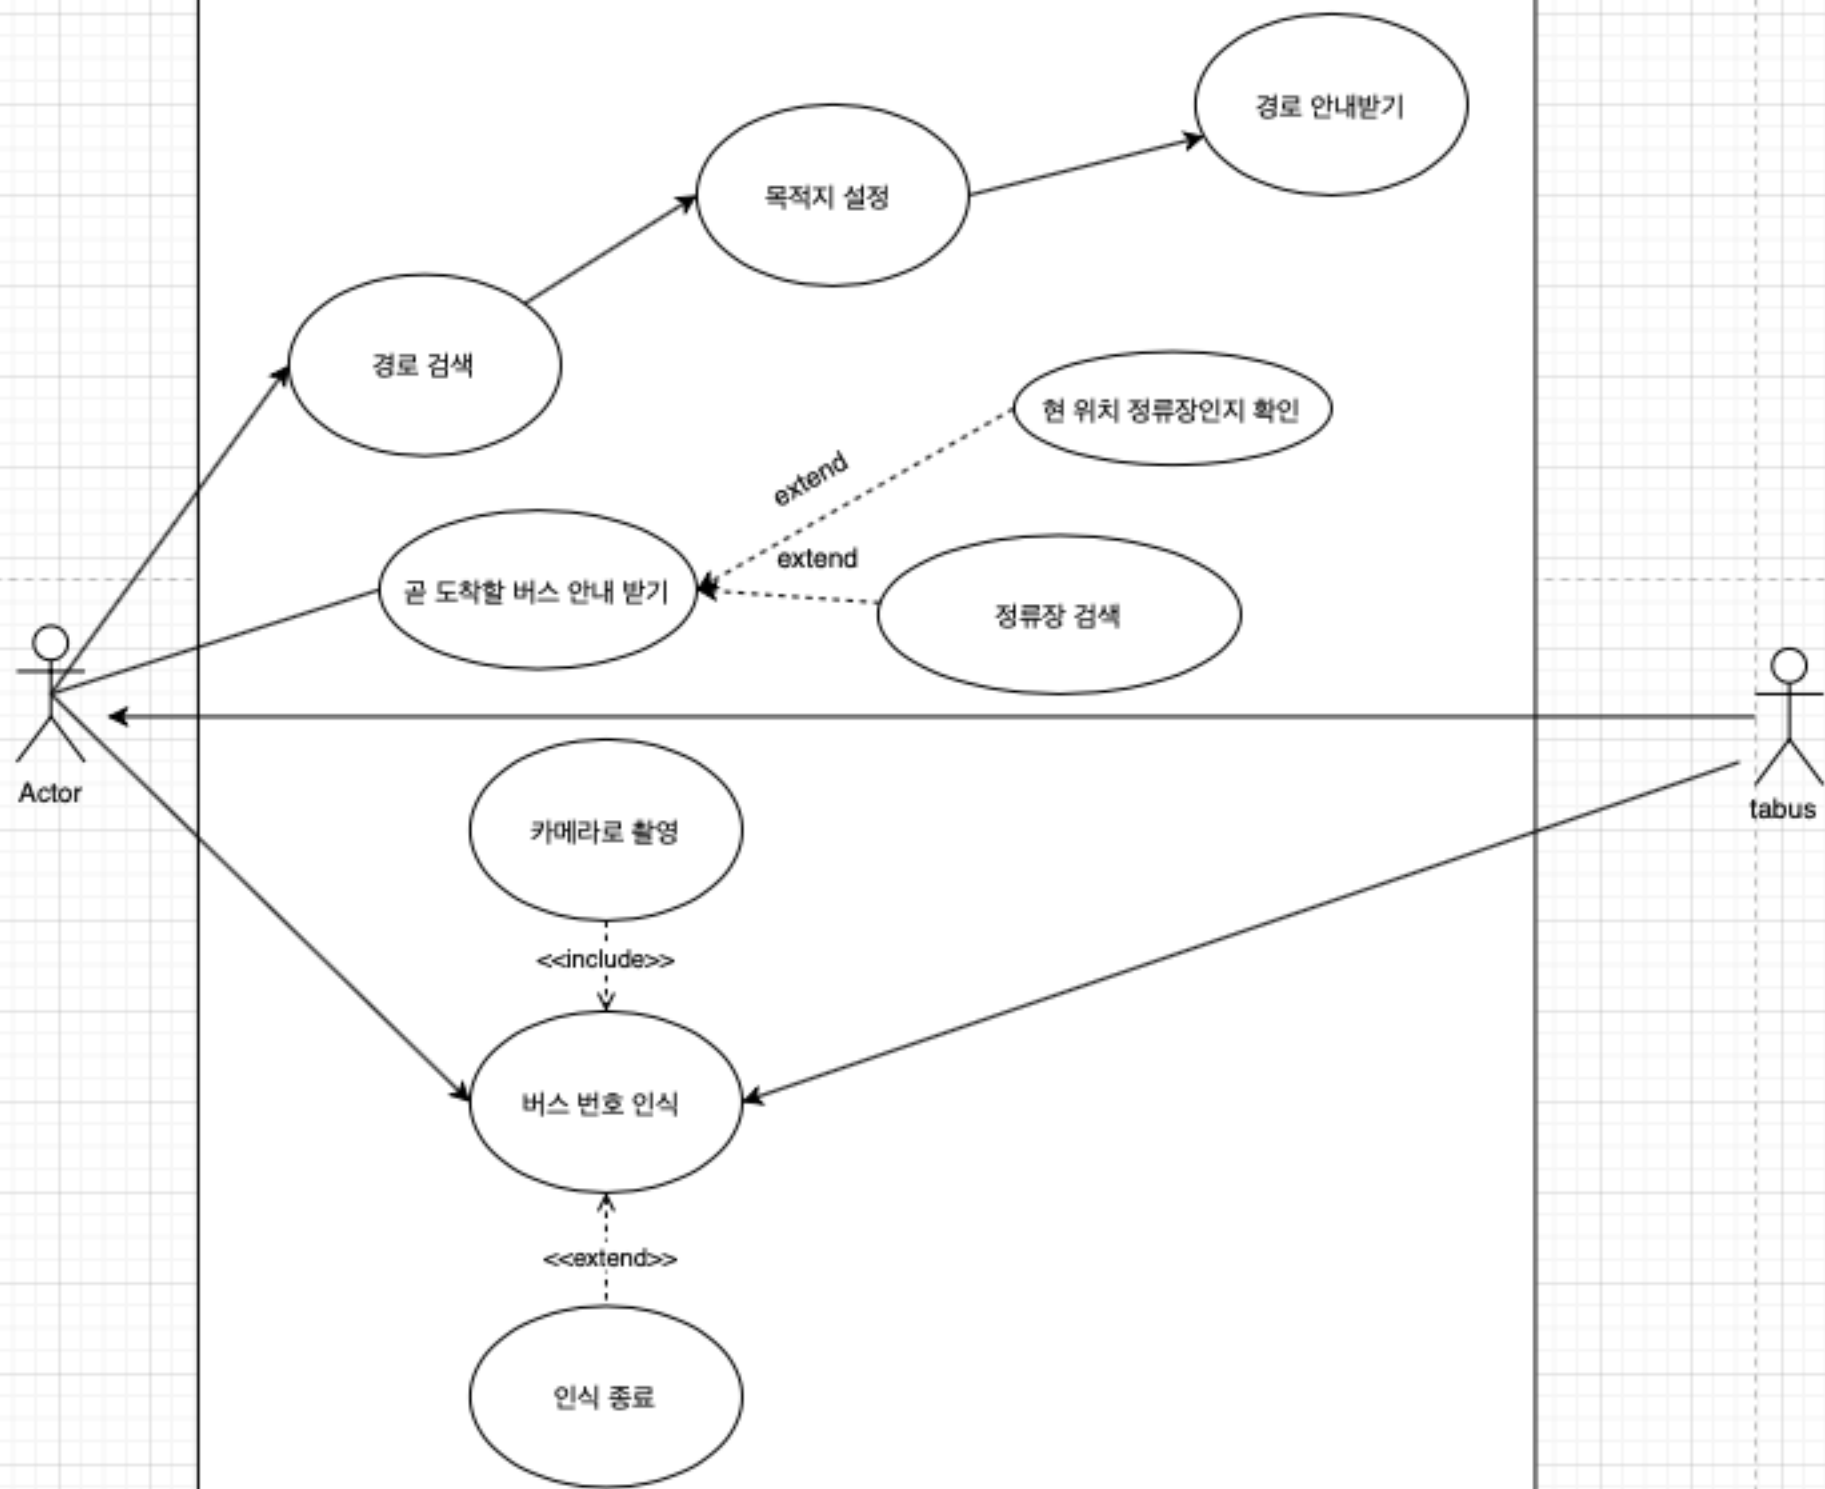 경로 안내받기
목적지 설정
경로 검색
현 위치 정류장인지 확인
extend
extend
곧 도착할 버스 안내 받기
정류장 검색
Actor
tabus
카메라로 촬영
<<include>>
버스 번호 인식
<<extend>>
인식 종료